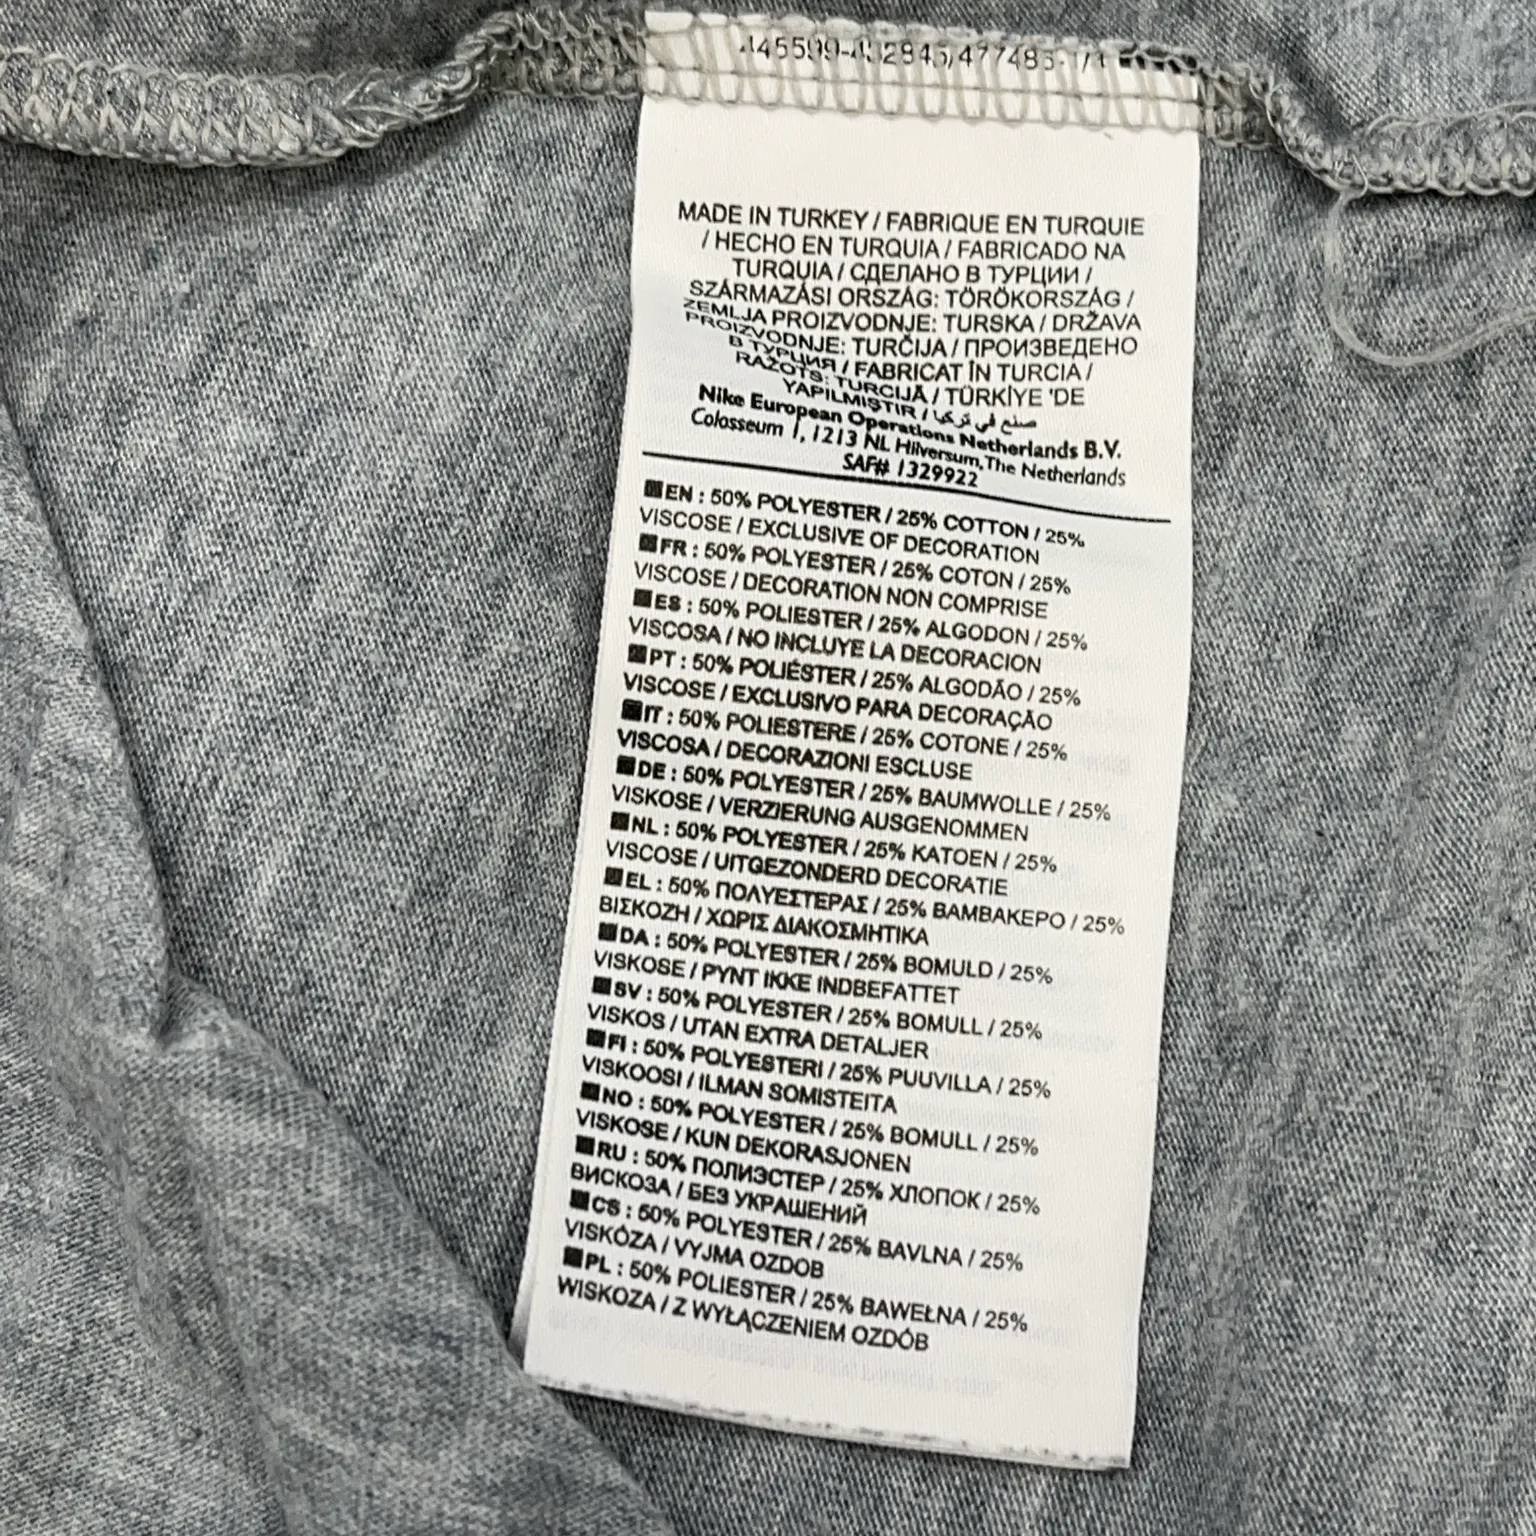 MADE IN TURKEY / FABRIQUE EN TURQUIE
/ HECHO EN TURQUIA / FABRICADO NA
TURQUIA / СДЕЛАНО В ТУРЦИИ /
SZÁRMAZÁSI ORSZÁG: TÖRÖKORSZÁG /
ZEMLJA PROIZVODNJE: TURSKA / DRŽAVA
PROIZVODNJE: TURČIJA / ПРОИЗВЕДЕНО
В ТУРЦИЯ / FABRICAT ÎN TURCIA /
RAŽOTS: TURCIJĀ / TÜRKİYE 'DE
YAPILMIŞTIR / صنع في تركيا
Nike European Operations Netherlands B.V.
Colosseum 1, 1213 NL Hilversum, The Netherlands
SAF# 1329922
EN : 50% POLYESTER / 25% COTTON / 25%
VISCOSE / EXCLUSIVE OF DECORATION
FR : 50% POLYESTER / 25% COTON / 25%
VISCOSE / DECORATION NON COMPRISE
ES : 50% POLIESTER / 25% ALGODON / 25%
VISCOSA / NO INCLUYE LA DECORACION
PT : 50% POLIÉSTER / 25% ALGODÃO / 25%
VISCOSE / EXCLUSIVO PARA DECORAÇÃO
IT : 50% POLIESTERE / 25% COTONE / 25%
VISCOSA / DECORAZIONI ESCLUSE
DE : 50% POLYESTER / 25% BAUMWOLLE / 25%
VISKOSE / VERZIERUNG AUSGENOMMEN
NL : 50% POLYESTER / 25% KATOEN / 25%
VISCOSE / UITGEZONDERD DECORATIE
EL : 50% ΠΟΛΥΕΣΤΕΡΑΣ / 25% ΒΑΜΒΑΚΕΡΟ / 25%
ΒΙΣΚΟΖΗ / ΧΩΡΙΣ ΔΙΑΚΟΣΜΗΤΙΚΑ
DA : 50% POLYESTER / 25% BOMULD / 25%
VISKOSE / PYNT IKKE INDBEFATTET
SV : 50% POLYESTER / 25% BOMULL / 25%
VISKOS / UTAN EXTRA DETALJER
FI : 50% POLYESTERI / 25% PUUVILLA / 25%
VISKOOSI / ILMAN SOMISTEITA
NO : 50% POLYESTER / 25% BOMULL / 25%
VISKOSE / KUN DEKORASJONEN
RU : 50% ПОЛИЭСТЕР / 25% ХЛОПОК / 25%
ВИСКОЗА / БЕЗ УКРАШЕНИЙ
CS : 50% POLYESTER / 25% BAVLNA / 25%
VISKÓZA / VYJMA OZDOB
PL : 50% POLIESTER / 25% BAWEŁNA / 25%
WISKOZA / Z WYŁĄCZENIEM OZDÓB